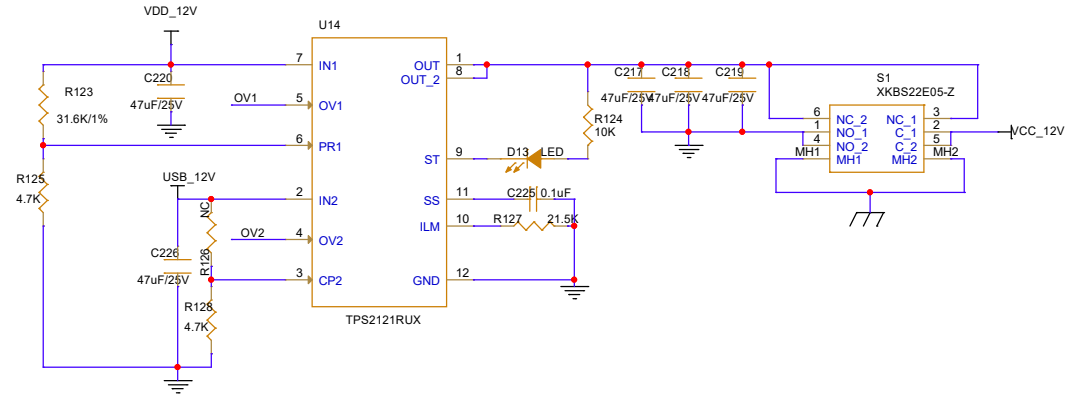 VDD_12V
U14
7
IN1
OUT
1
OUT_2
8
C220
47uF/25V
R123
31.6K/1%
OV1
5
OV1
6
PR1
C217
47uF/25V
C218
47uF/25V
C219
47uF/25V
S1
XKBS22E05-Z
6
NC_2
NC_1
3
1
NO_1
C_1
2
4
NO_2
C_2
5
MH1
MH1
MH2
MH2
VCC_12V
R124
10K
ST
9
D13
LED
R125
4.7K
USB_12V
2
IN2
SS
11
C225
0.1uF
NC
R126
ILM
10
R127
21.5K
OV2
4
OV2
C226
47uF/25V
3
CP2
GND
12
R128
4.7K
TPS2121RUX